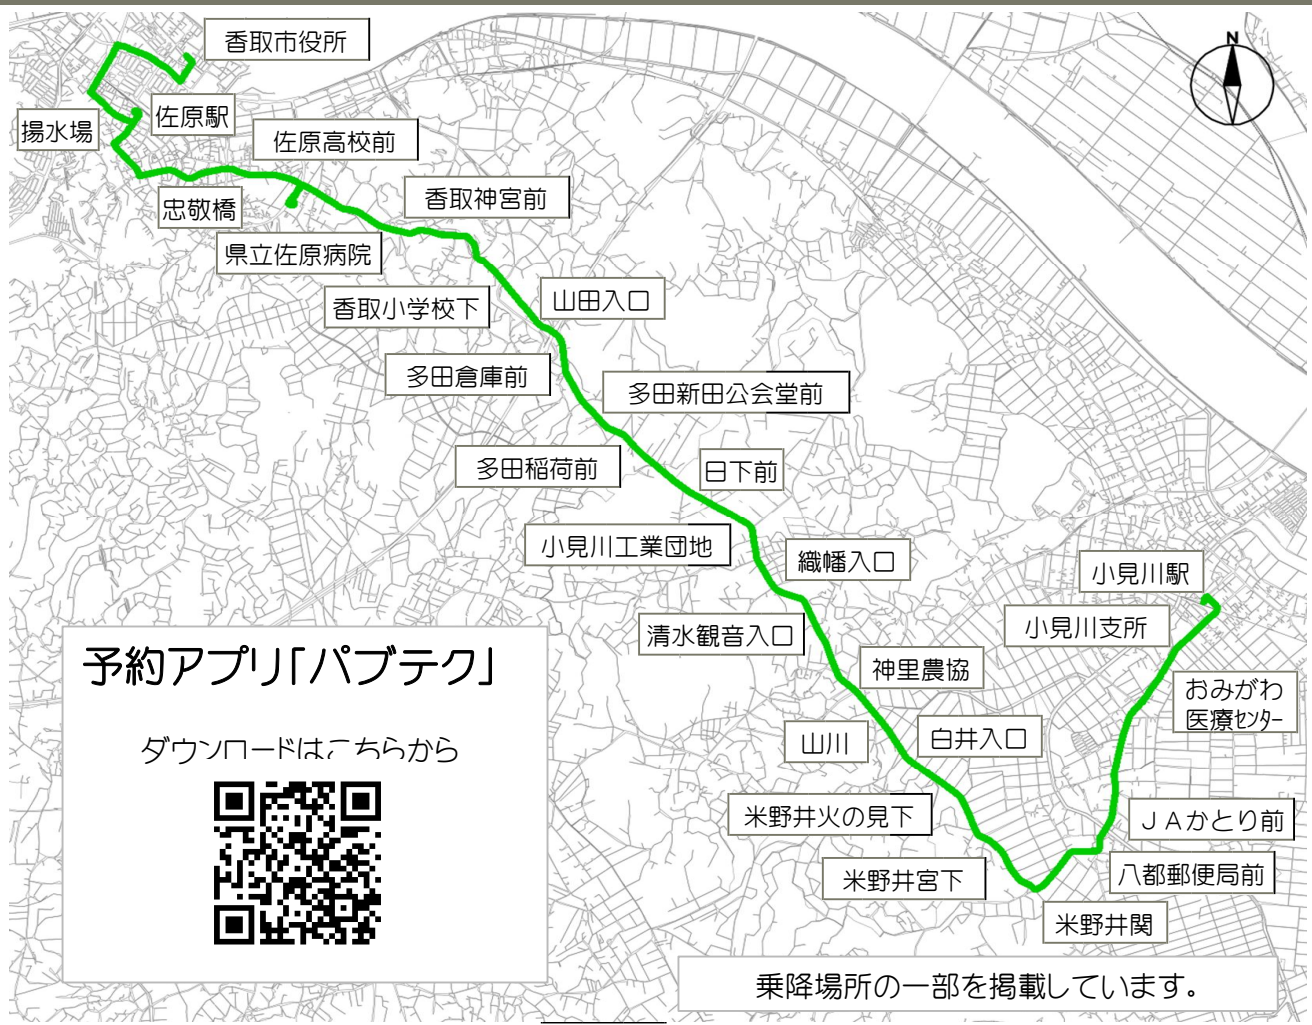 香取市役所
N
佐原駅
揚水場
佐原高校前
忠敬橋
香取神宮前
県立佐原病院
香取小学校下
山田入口
多田倉庫前
多田新田公会堂前
多田稲荷前
日下前
小見川工業団地
織幡入口
小見川駅
清水観音入口
小見川支所
神里農協
おみがわ
医療センター
山川
白井入口
米野井火の見下
JAかとり前
米野井宮下
八都郵便局前
米野井関
予約アプリ「パブテク」
ダウンロードはこちらから
乗降場所の一部を掲載しています。